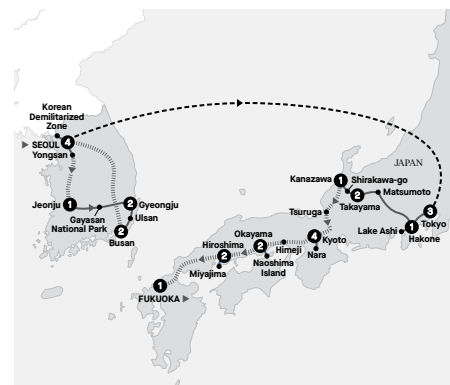 Korean
Demilitarized
Zone
4
▶ SEOUL
Yongsan
Jeonju
1
Gayasan
National Park
2
Gyeongju
Ulsan
2
Busan
JAPAN
Kanazawa
1
Shirakawa-go
Matsumoto
2
Takayama
Tsuruga
3
Tokyo
Lake Ashi
1
Hakone
Okayama
2
Hiroshima
2
Himeji
4
Kyoto
Nara
Miyajima
Naoshima
Island
1
FUKUOKA ▶